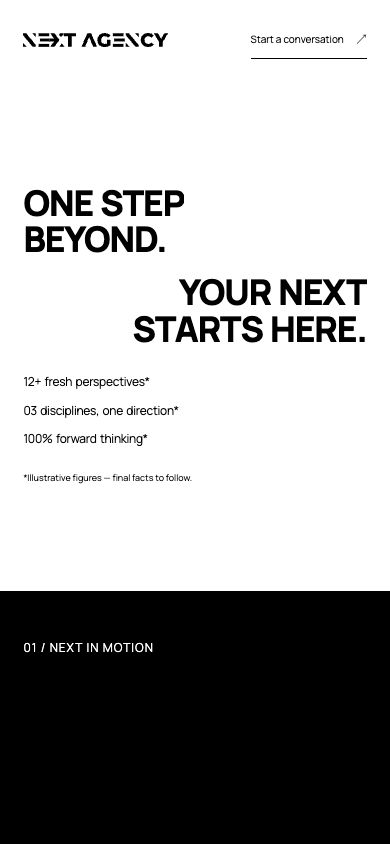 NEXT AGENCY
Start a conversation ↗
ONE STEP
BEYOND.
YOUR NEXT
STARTS HERE.
12+ fresh perspectives*
03 disciplines, one direction*
100% forward thinking*
*Illustrative figures — final facts to follow.
01 / NEXT IN MOTION